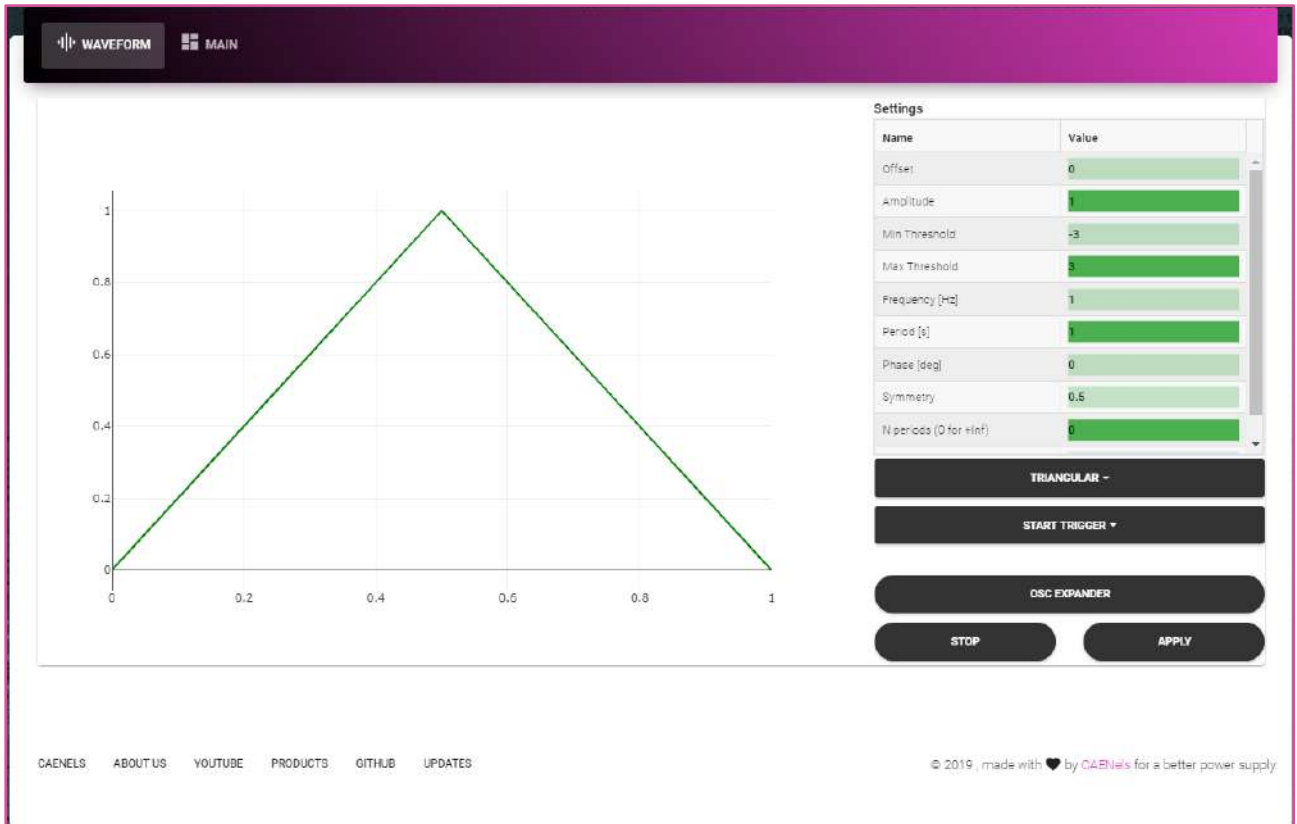 WAVEFORM MAIN
Settings
Name Value
Offset 0
Amplitude 1
Min Threshold -3
Max Threshold 3
Frequency [Hz] 1
Period [s] 1
Phase [deg] 0
Symmetry 0.5
N periods (0 for +Inf) 0
TRIANGULAR
START TRIGGER
OSC EXPANDER
STOP APPLY
1
0.8
0.6
0.4
0.2
0
0 0.2 0.4 0.6 0.8 1
CAENELS ABOUT US YOUTUBE PRODUCTS GITHUB UPDATES
© 2019 , made with ♥ by CAENels for a better power supply